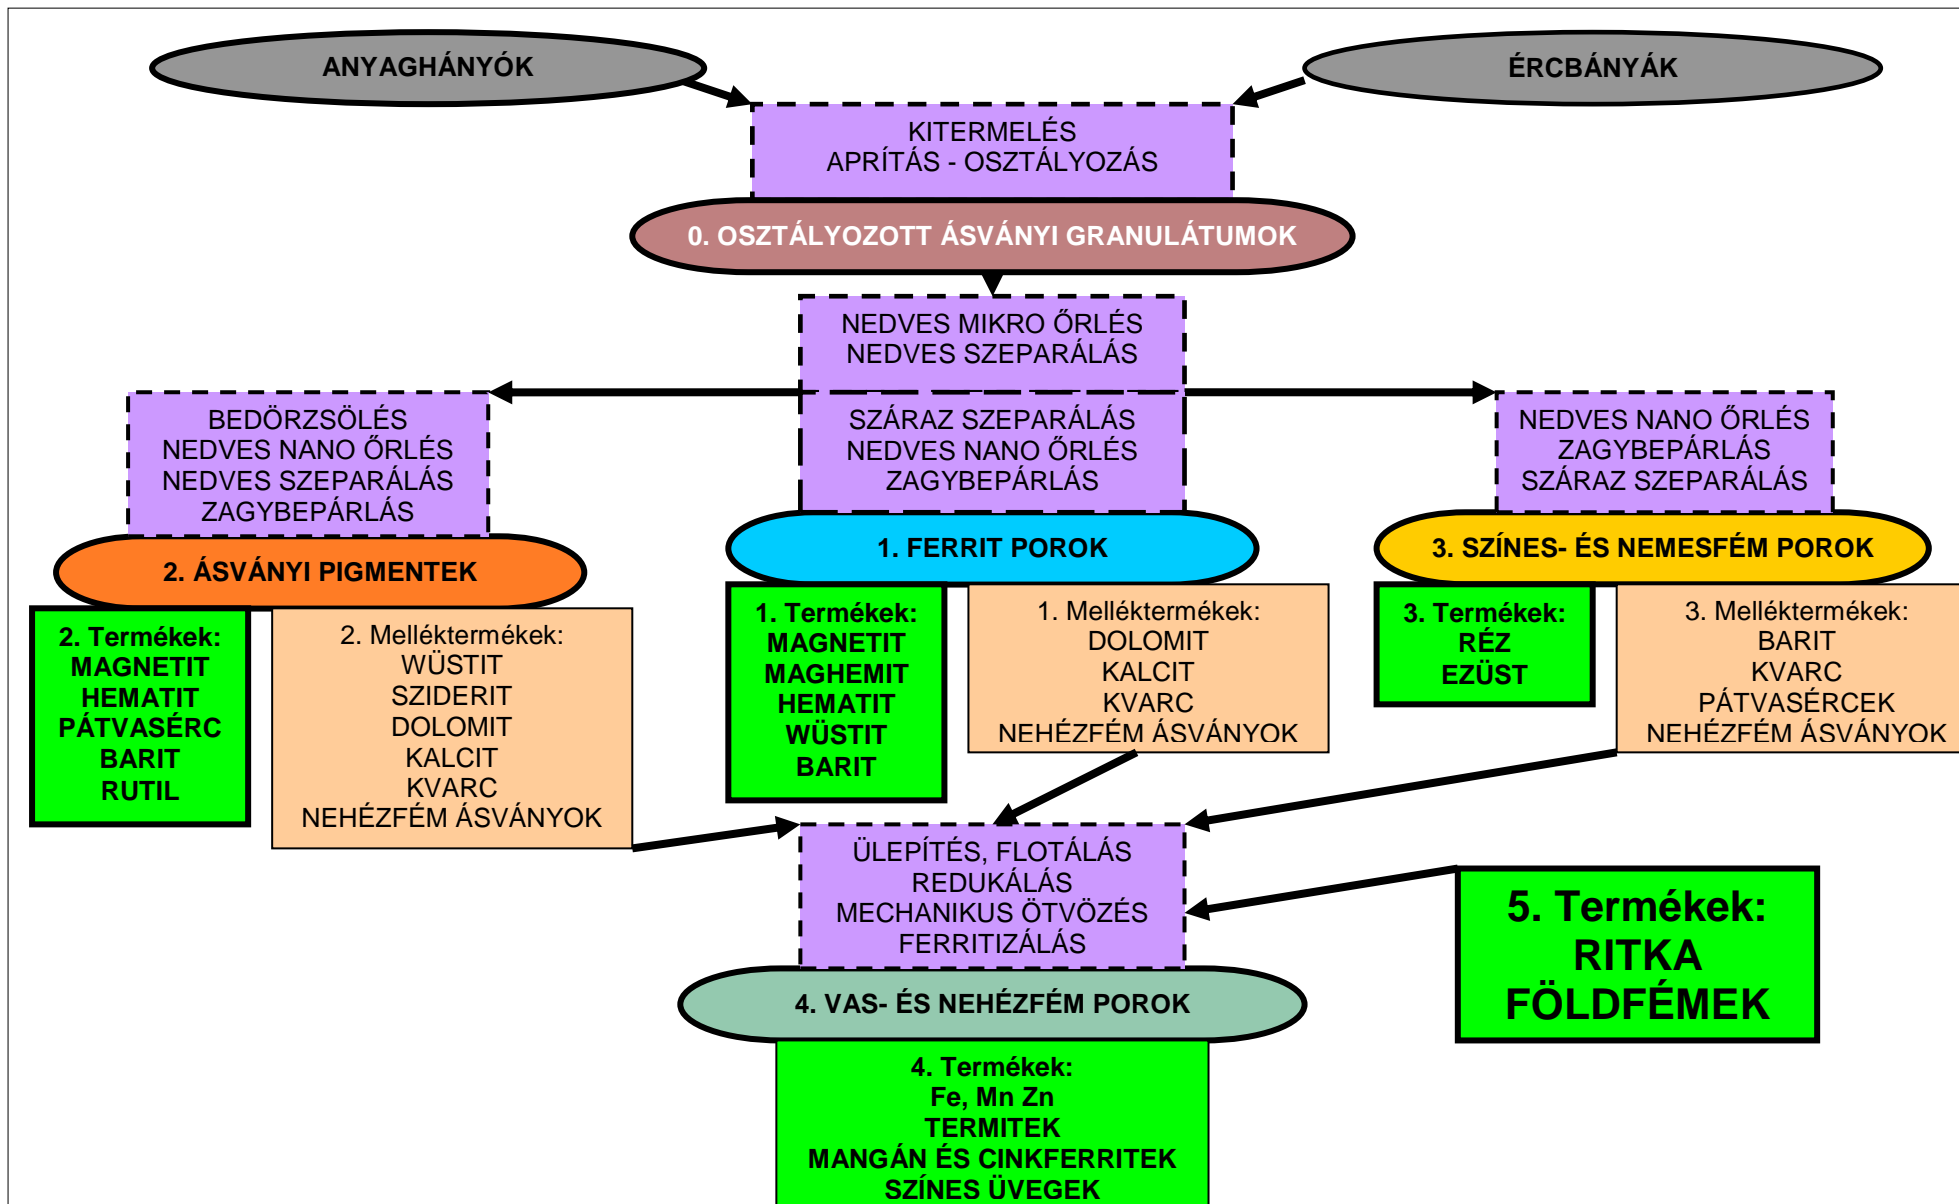 ANYAGHÁNYÓK
ÉRCBÁNYÁK
KITERMELÉS
APRÍTÁS - OSZTÁLYOZÁS
0. OSZTÁLYOZOTT ÁSVÁNYI GRANULÁTUMOK
NEDVES MIKRO ŐRLÉS
NEDVES SZEPARÁLÁS
BEDÖRZSÖLÉS
NEDVES NANO ŐRLÉS
NEDVES SZEPARÁLÁS
ZAGYBEPÁRLÁS
SZÁRAZ SZEPARÁLÁS
NEDVES NANO ŐRLÉS
ZAGYBEPÁRLÁS
NEDVES NANO ŐRLÉS
ZAGYBEPÁRLÁS
SZÁRAZ SZEPARÁLÁS
2. ÁSVÁNYI PIGMENTEK
1. FERRIT POROK
3. SZÍNES- ÉS NEMESFÉM POROK
2. Termékek:
MAGNETIT
HEMATIT
PÁTVASÉRC
BARIT
RUTIL
2. Melléktermékek:
WÜSTIT
SZIDERIT
DOLOMIT
KALCIT
KVARC
NEHÉZFÉM ÁSVÁNYOK
1. Termékek:
MAGNETIT
MAGHEMIT
HEMATIT
WÜSTIT
BARIT
1. Melléktermékek:
DOLOMIT
KALCIT
KVARC
NEHÉZFÉM ÁSVÁNYOK
3. Termékek:
RÉZ
EZÜST
3. Melléktermékek:
BARIT
KVARC
PÁTVASÉRCEK
NEHÉZFÉM ÁSVÁNYOK
ÜLEPÍTÉS, FLOTÁLÁS
REDUKÁLÁS
MECHANIKUS ÖTVÖZÉS
FERRITIZÁLÁS
5. Termékek:
RITKA
FÖLDFÉMEK
4. VAS- ÉS NEHÉZFÉM POROK
4. Termékek:
Fe, Mn Zn
TERMITEK
MANGÁN ÉS CINKFERRITEK
SZÍNES ÜVEGEK